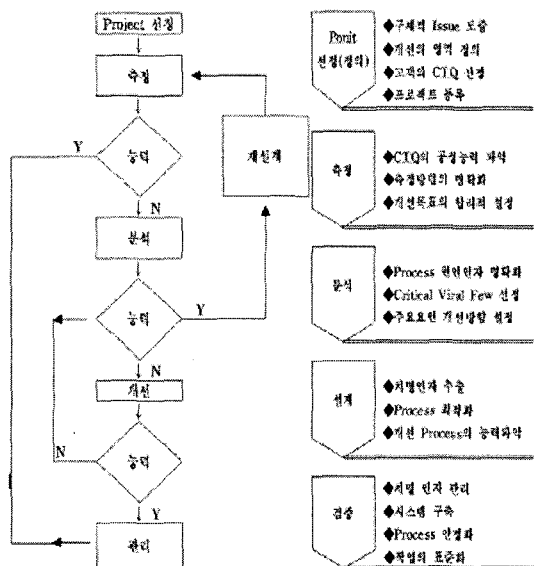 Project 선정
측정
Y
능력
N
분석
능력
Y
N
개선
N
능력
Y
관리
재설계
Ponit
선정(정의)
◆구체적 Issue 도출
◆개선의 영역 정의
◆고객의 CTQ 선정
◆프로젝트 등록
측정
◆CTQ의 공정능력 파악
◆측정방법의 명확화
◆개선목표의 합리적 설정
분석
◆Process 원인인자 명확화
◆Critical Viral Few 선정
◆주요요인 개선방향 설정
설계
◆치명인자 추출
◆Process 최적화
◆개선 Process의 능력파악
검증
◆치명 인자 관리
◆시스템 구축
◆Process 안정화
◆작업의 표준화